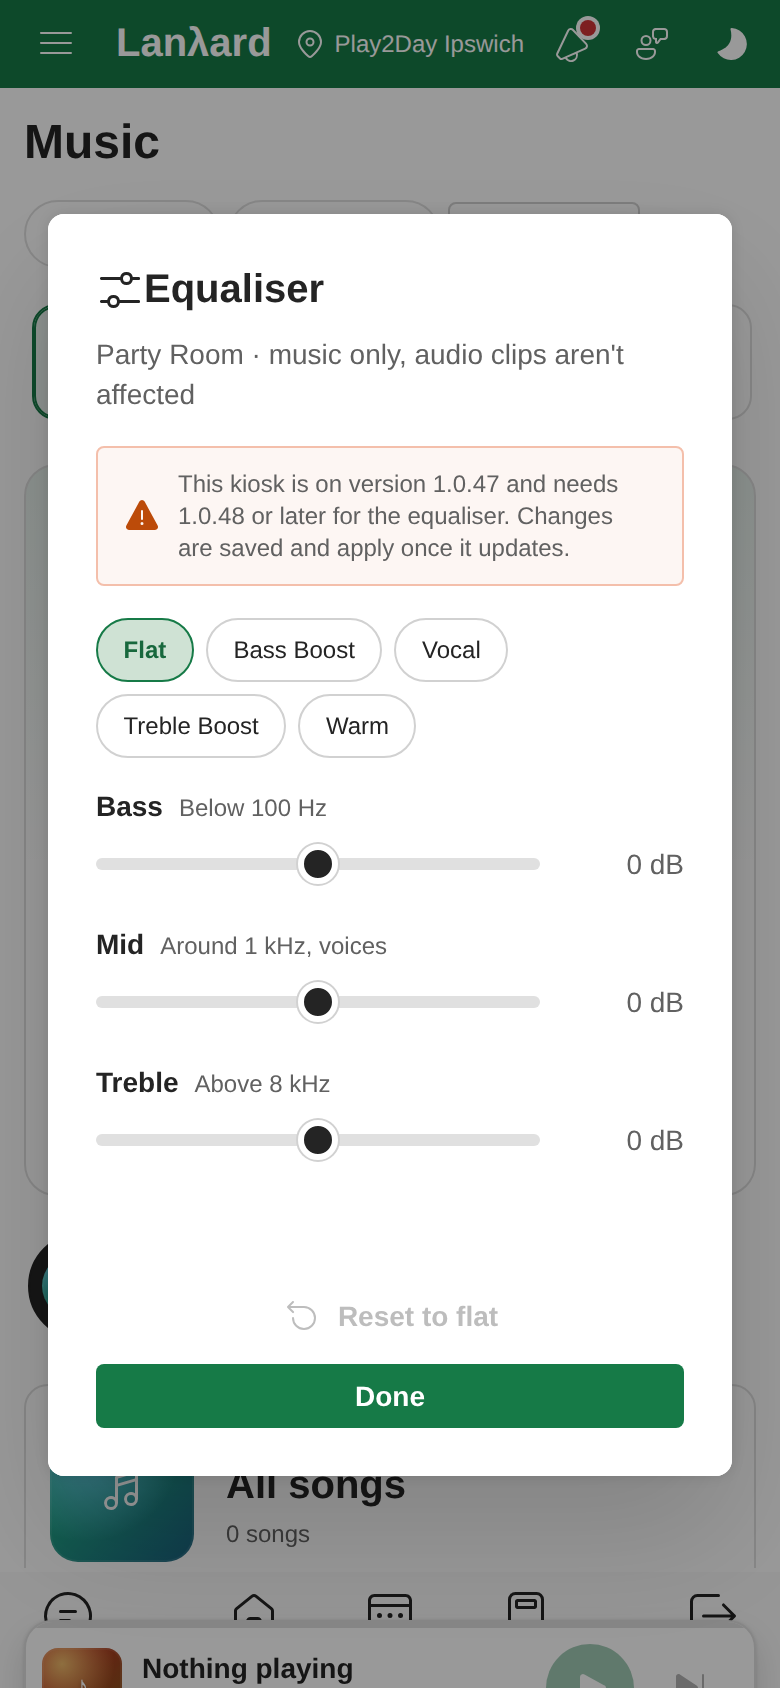 Lanλard
Play2Day Ipswich
Music
Equaliser
Party Room · music only, audio clips aren't
affected
This kiosk is on version 1.0.47 and needs
1.0.48 or later for the equaliser. Changes
are saved and apply once it updates.
Flat
Bass Boost
Vocal
Treble Boost
Warm
Bass Below 100 Hz
0 dB
Mid Around 1 kHz, voices
0 dB
Treble Above 8 kHz
0 dB
Reset to flat
Done
All songs
0 songs
Nothing playing